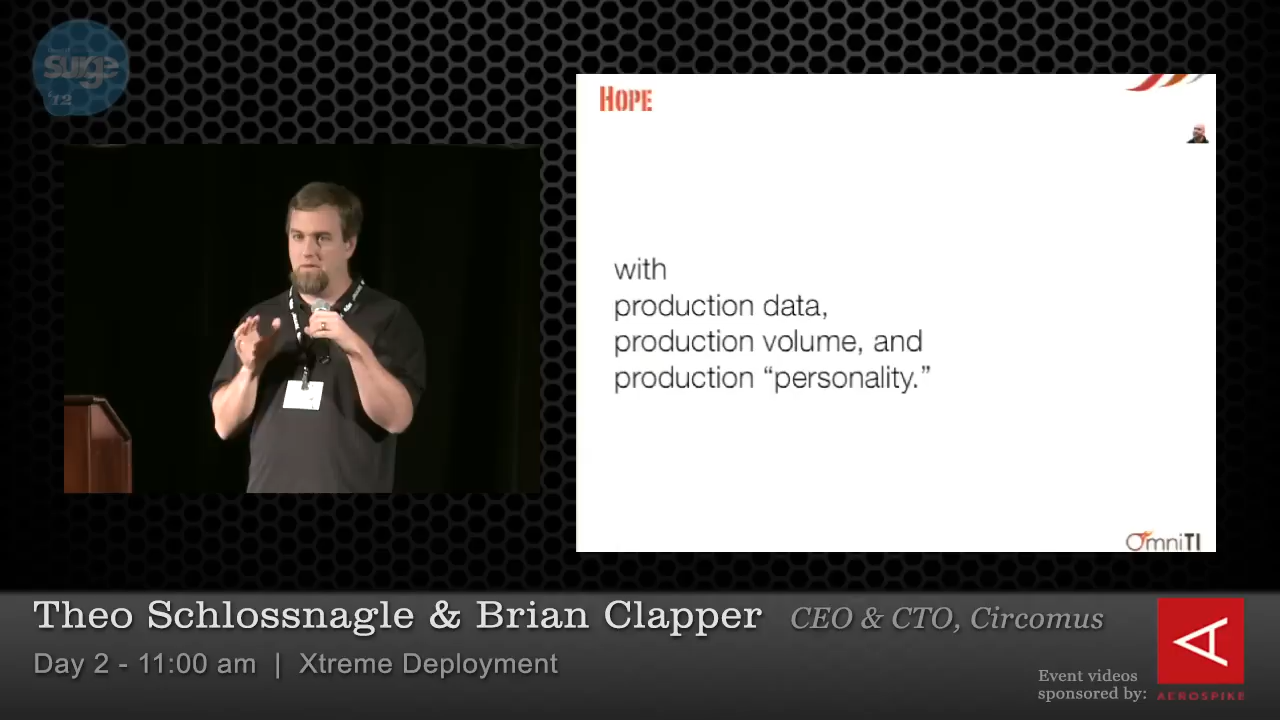 surge
'12
HOPE
with
production data,
production volume, and
production “personality.”
OmniTI
Theo Schlossnagle & Brian Clapper CEO & CTO, Circomus
Day 2 - 11:00 am | Xtreme Deployment
Event videos
sponsored by:
AEROSPIKE